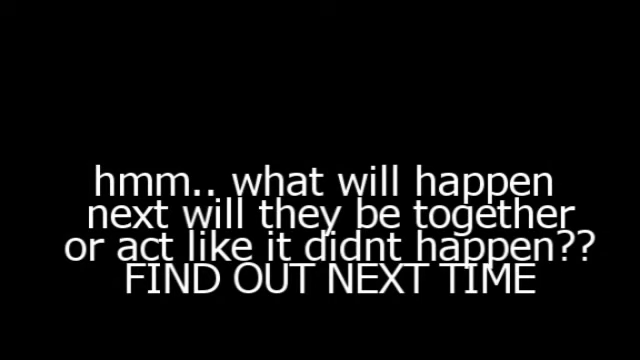 hmm.. what will happen
next will they be together
or act like it didnt happen??
FIND OUT NEXT TIME